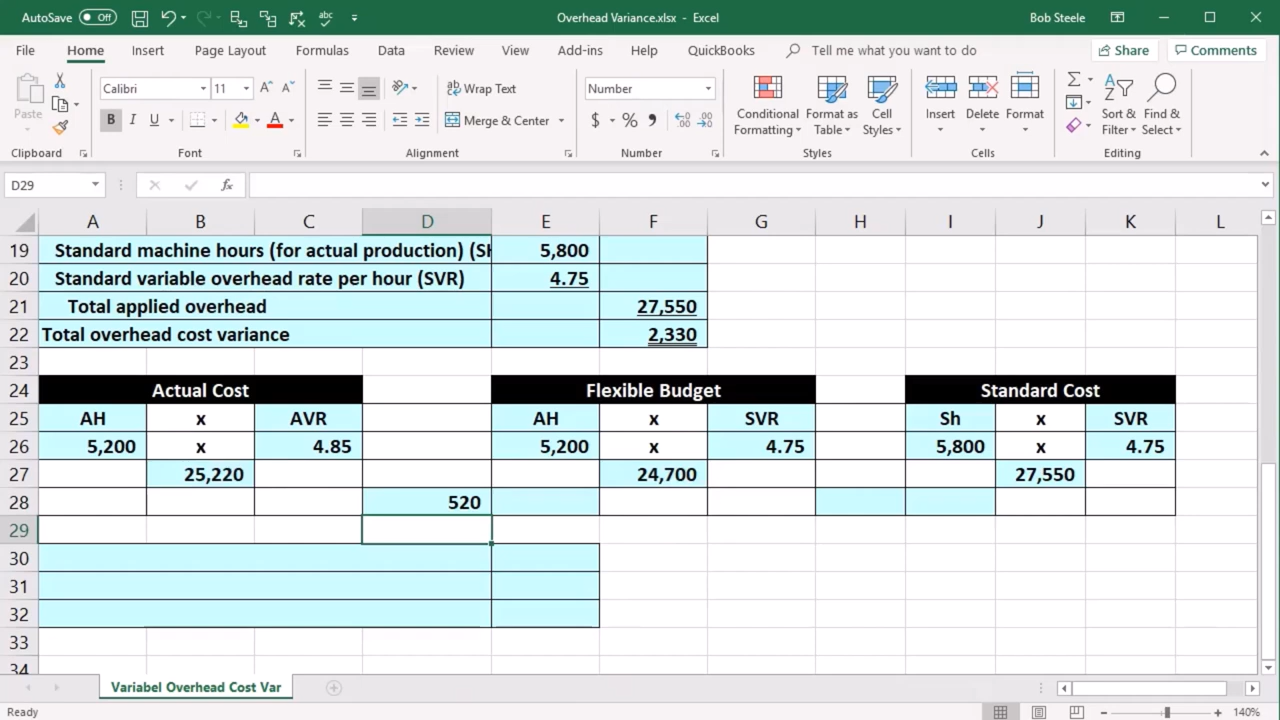 AutoSave Off Overhead Variance.xlsx - Excel Bob Steele
File Home Insert Page Layout Formulas Data Review View Add-ins Help QuickBooks Tell me what you want to do Share Comments
Paste Calibri 11 A^ Aˇ Wrap Text Number Conditional Formatting Format as Table Cell Styles Insert Delete Format Sort & Filter Find & Select
B I U A Merge & Center $ % ,
Clipboard Font Alignment Number Styles Cells Editing
D29 fx
A B C D E F G H I J K L
19 Standard machine hours (for actual production) (SH 5,800
20 Standard variable overhead rate per hour (SVR) 4.75
21 Total applied overhead 27,550
22 Total overhead cost variance 2,330
23
24 Actual Cost Flexible Budget Standard Cost
25 AH x AVR AH x SVR Sh x SVR
26 5,200 x 4.85 5,200 x 4.75 5,800 x 4.75
27 25,220 24,700 27,550
28 520
29
30
31
32
33
34
Variabel Overhead Cost Var
Ready 140%